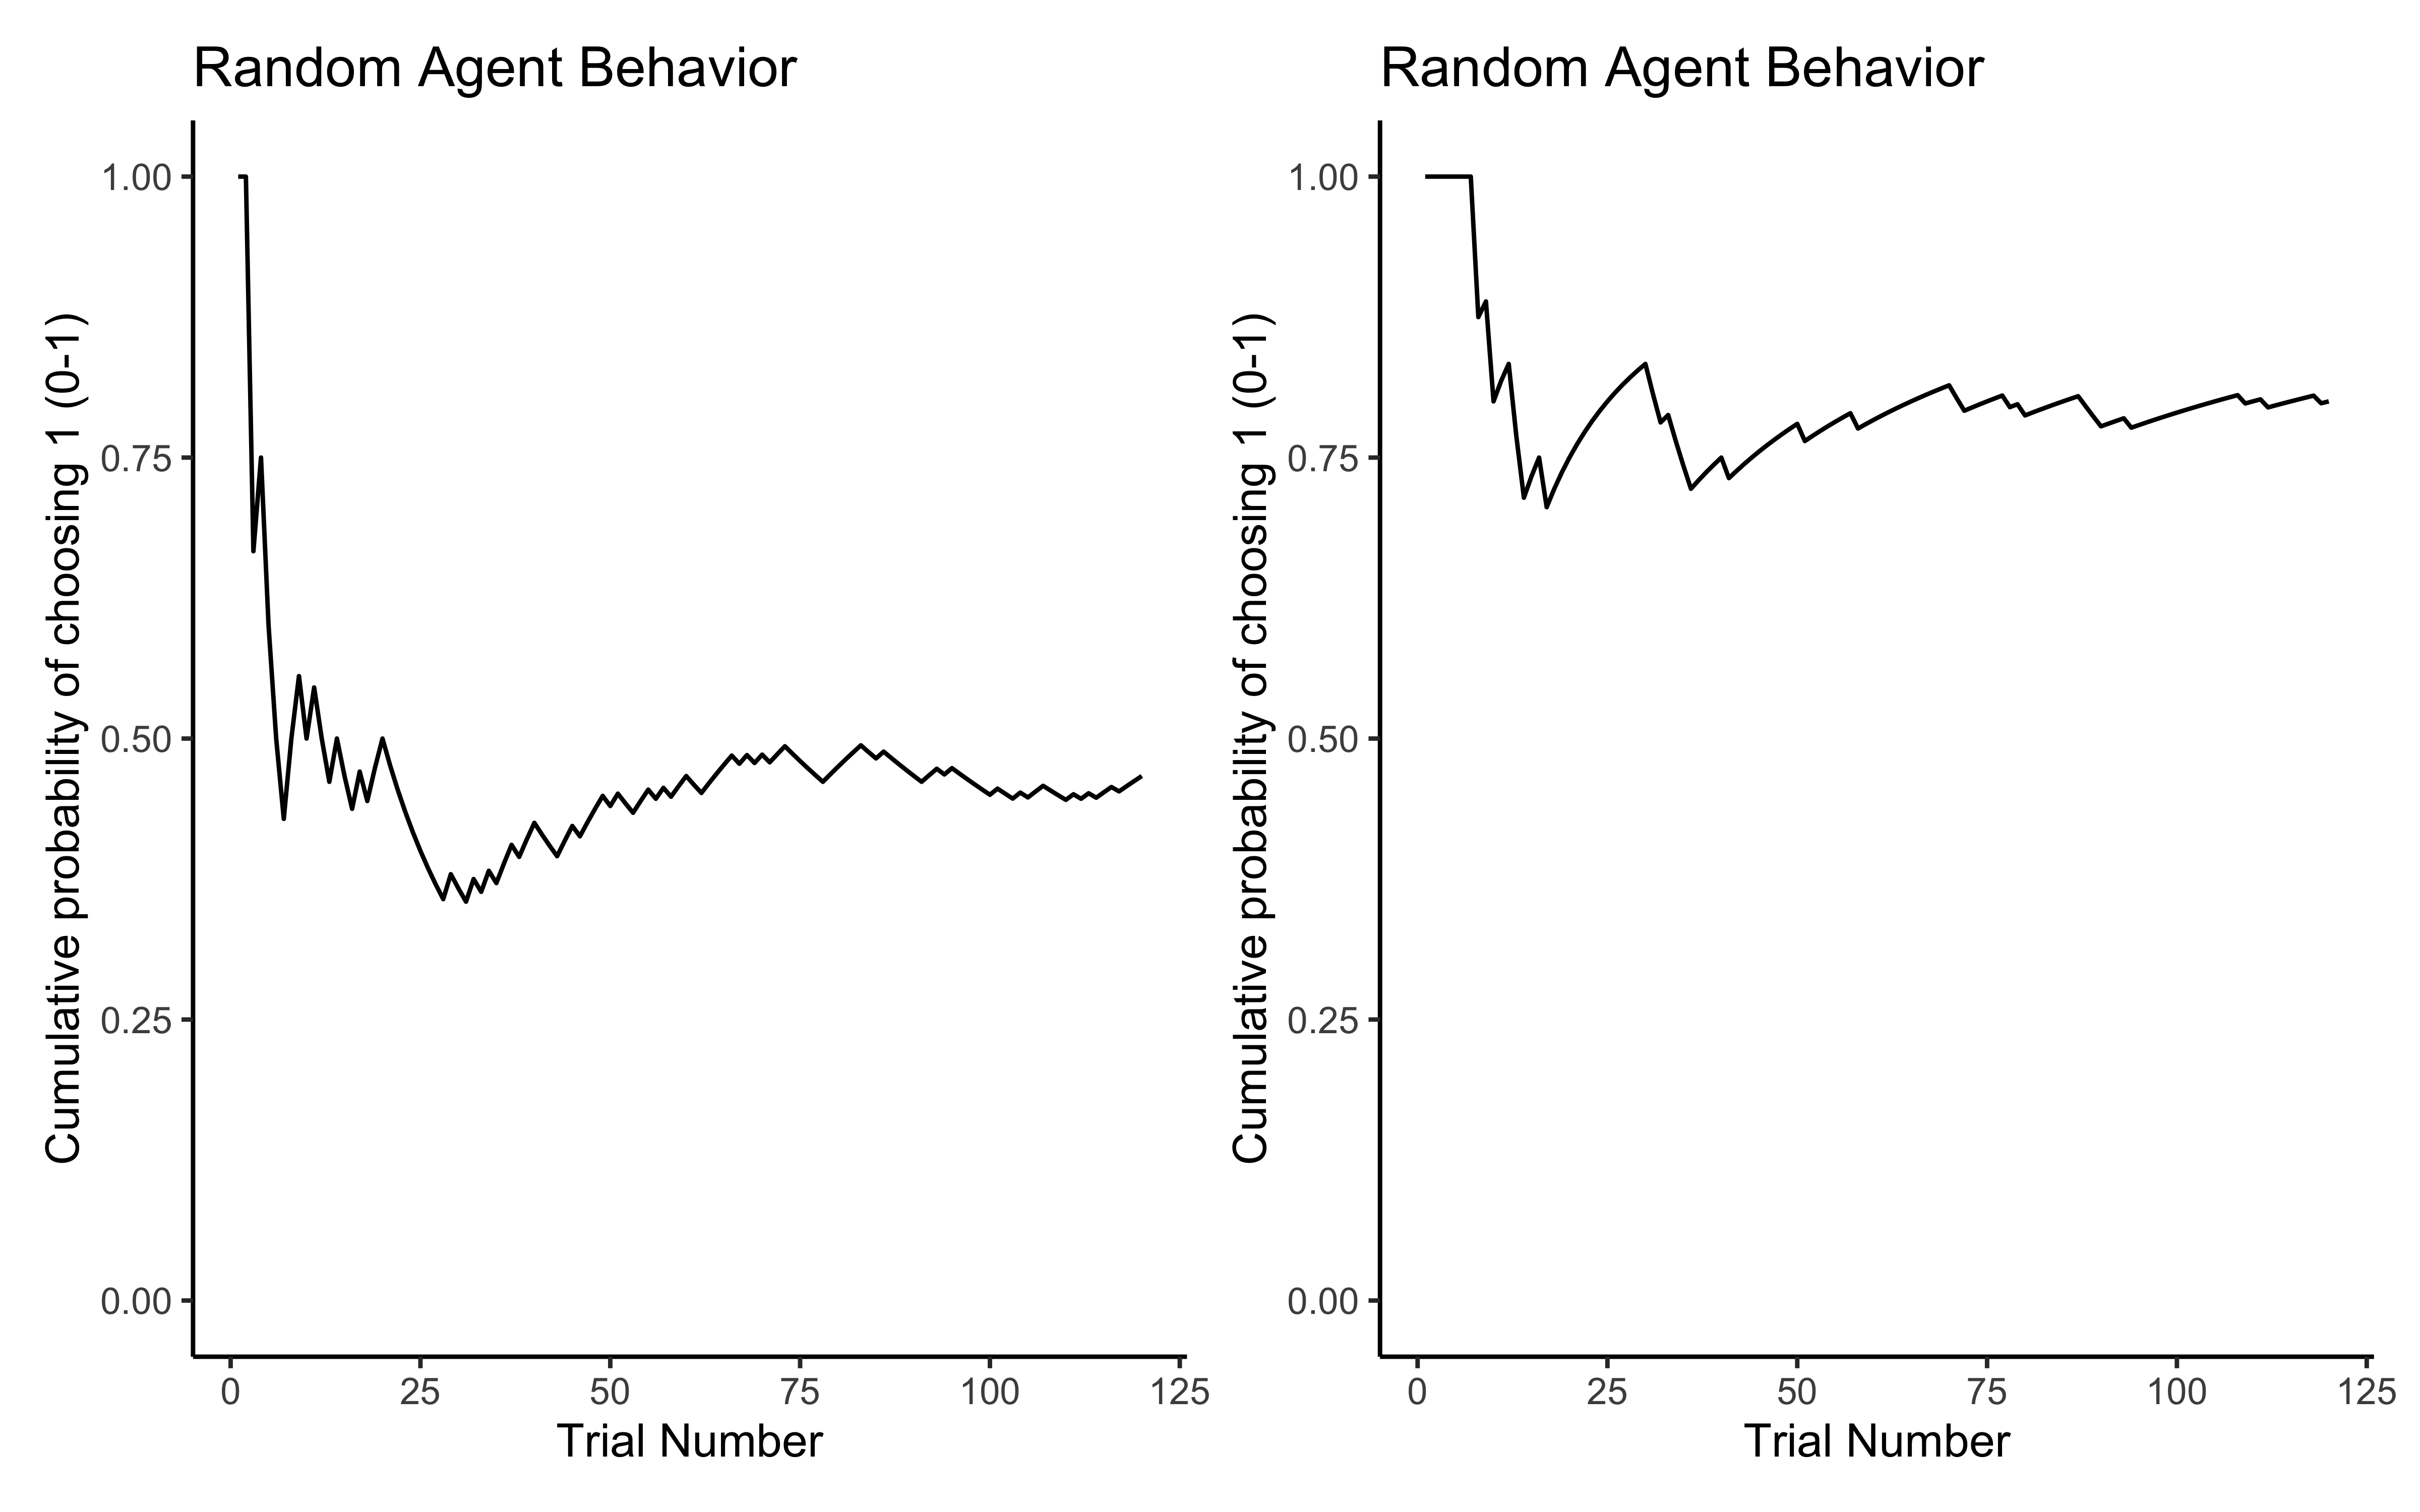 Random Agent Behavior
Cumulative probability of choosing 1 (0-1)
1.00
0.75
0.50
0.25
0.00
0 25 50 75 100 125
Trial Number
Random Agent Behavior
Cumulative probability of choosing 1 (0-1)
1.00
0.75
0.50
0.25
0.00
0 25 50 75 100 125
Trial Number